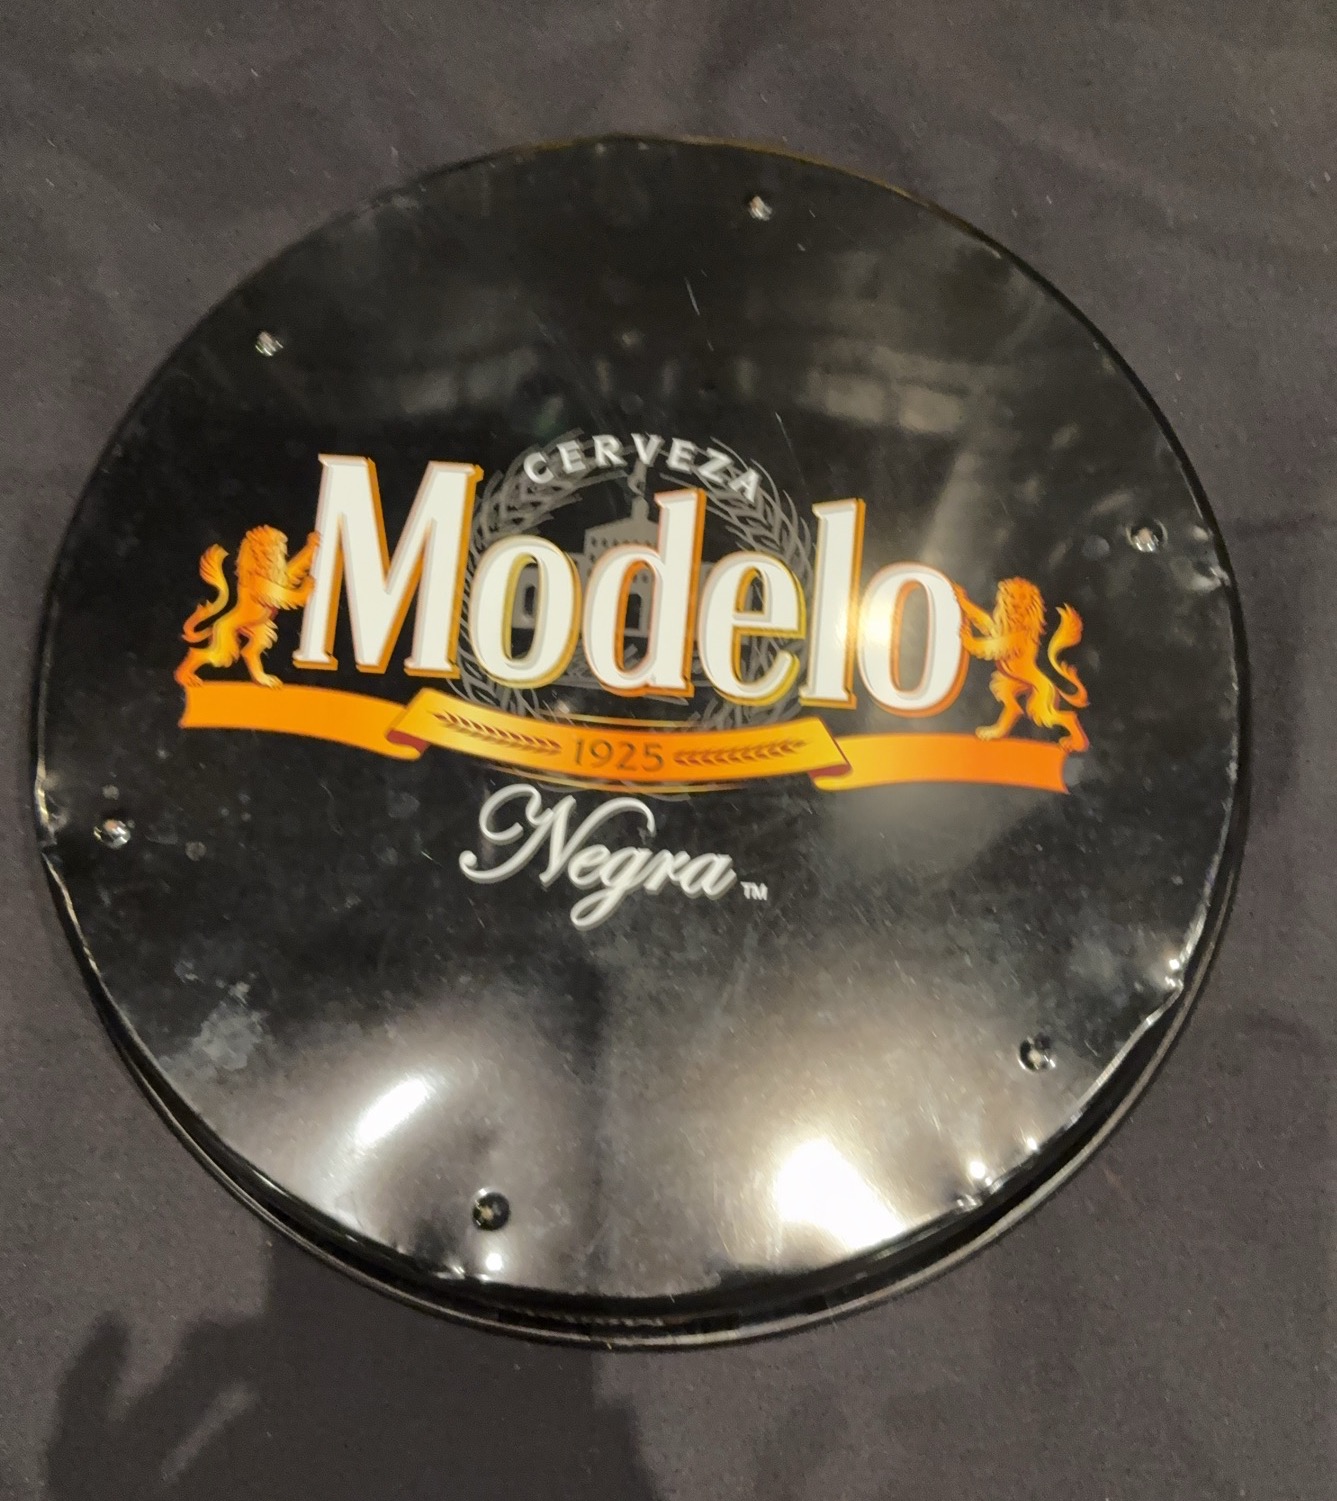 CERVEZA
Modelo
1925
Negra™